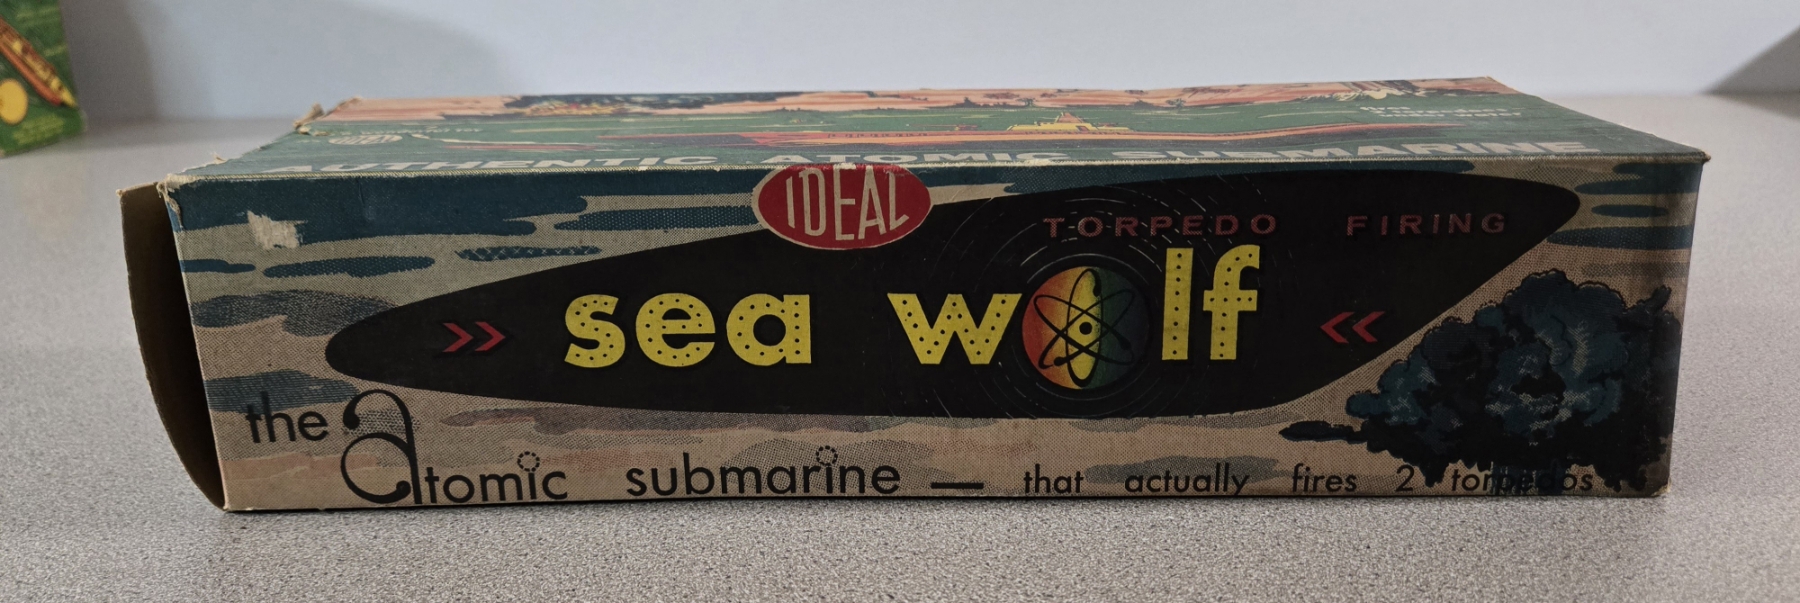 AUTHENTIC ATOMIC SUBMARINE
IDEAL
TORPEDO FIRING
sea wolf
the atomic submarine — that actually fires 2 torpedos